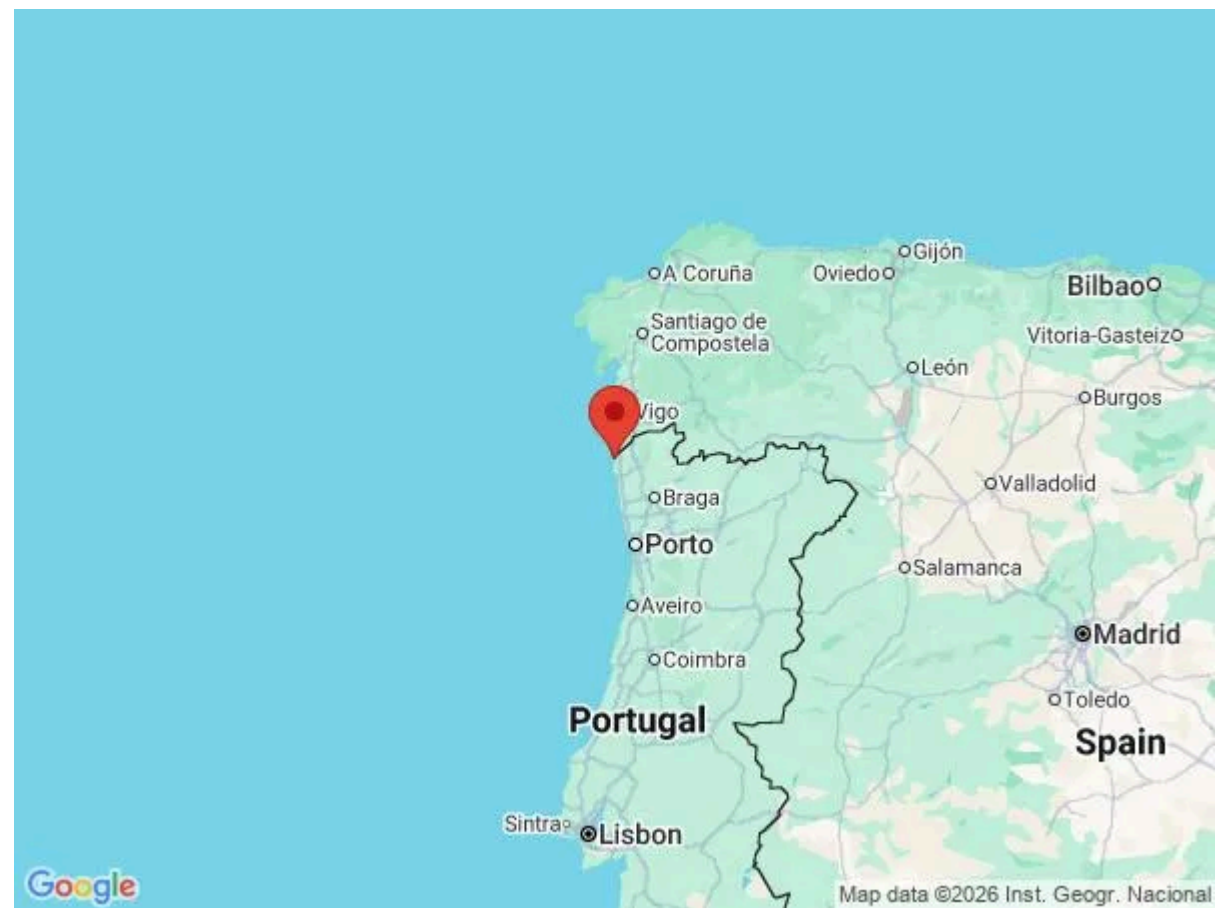 Gijón
A Coruña
Oviedo
Bilbao
Santiago de
Compostela
Vitoria-Gasteiz
León
Burgos
Vigo
Valladolid
Braga
Porto
Salamanca
Aveiro
Madrid
Coimbra
Toledo
Portugal
Spain
Sintra
Lisbon
Google
Map data ©2026 Inst. Geogr. Nacional